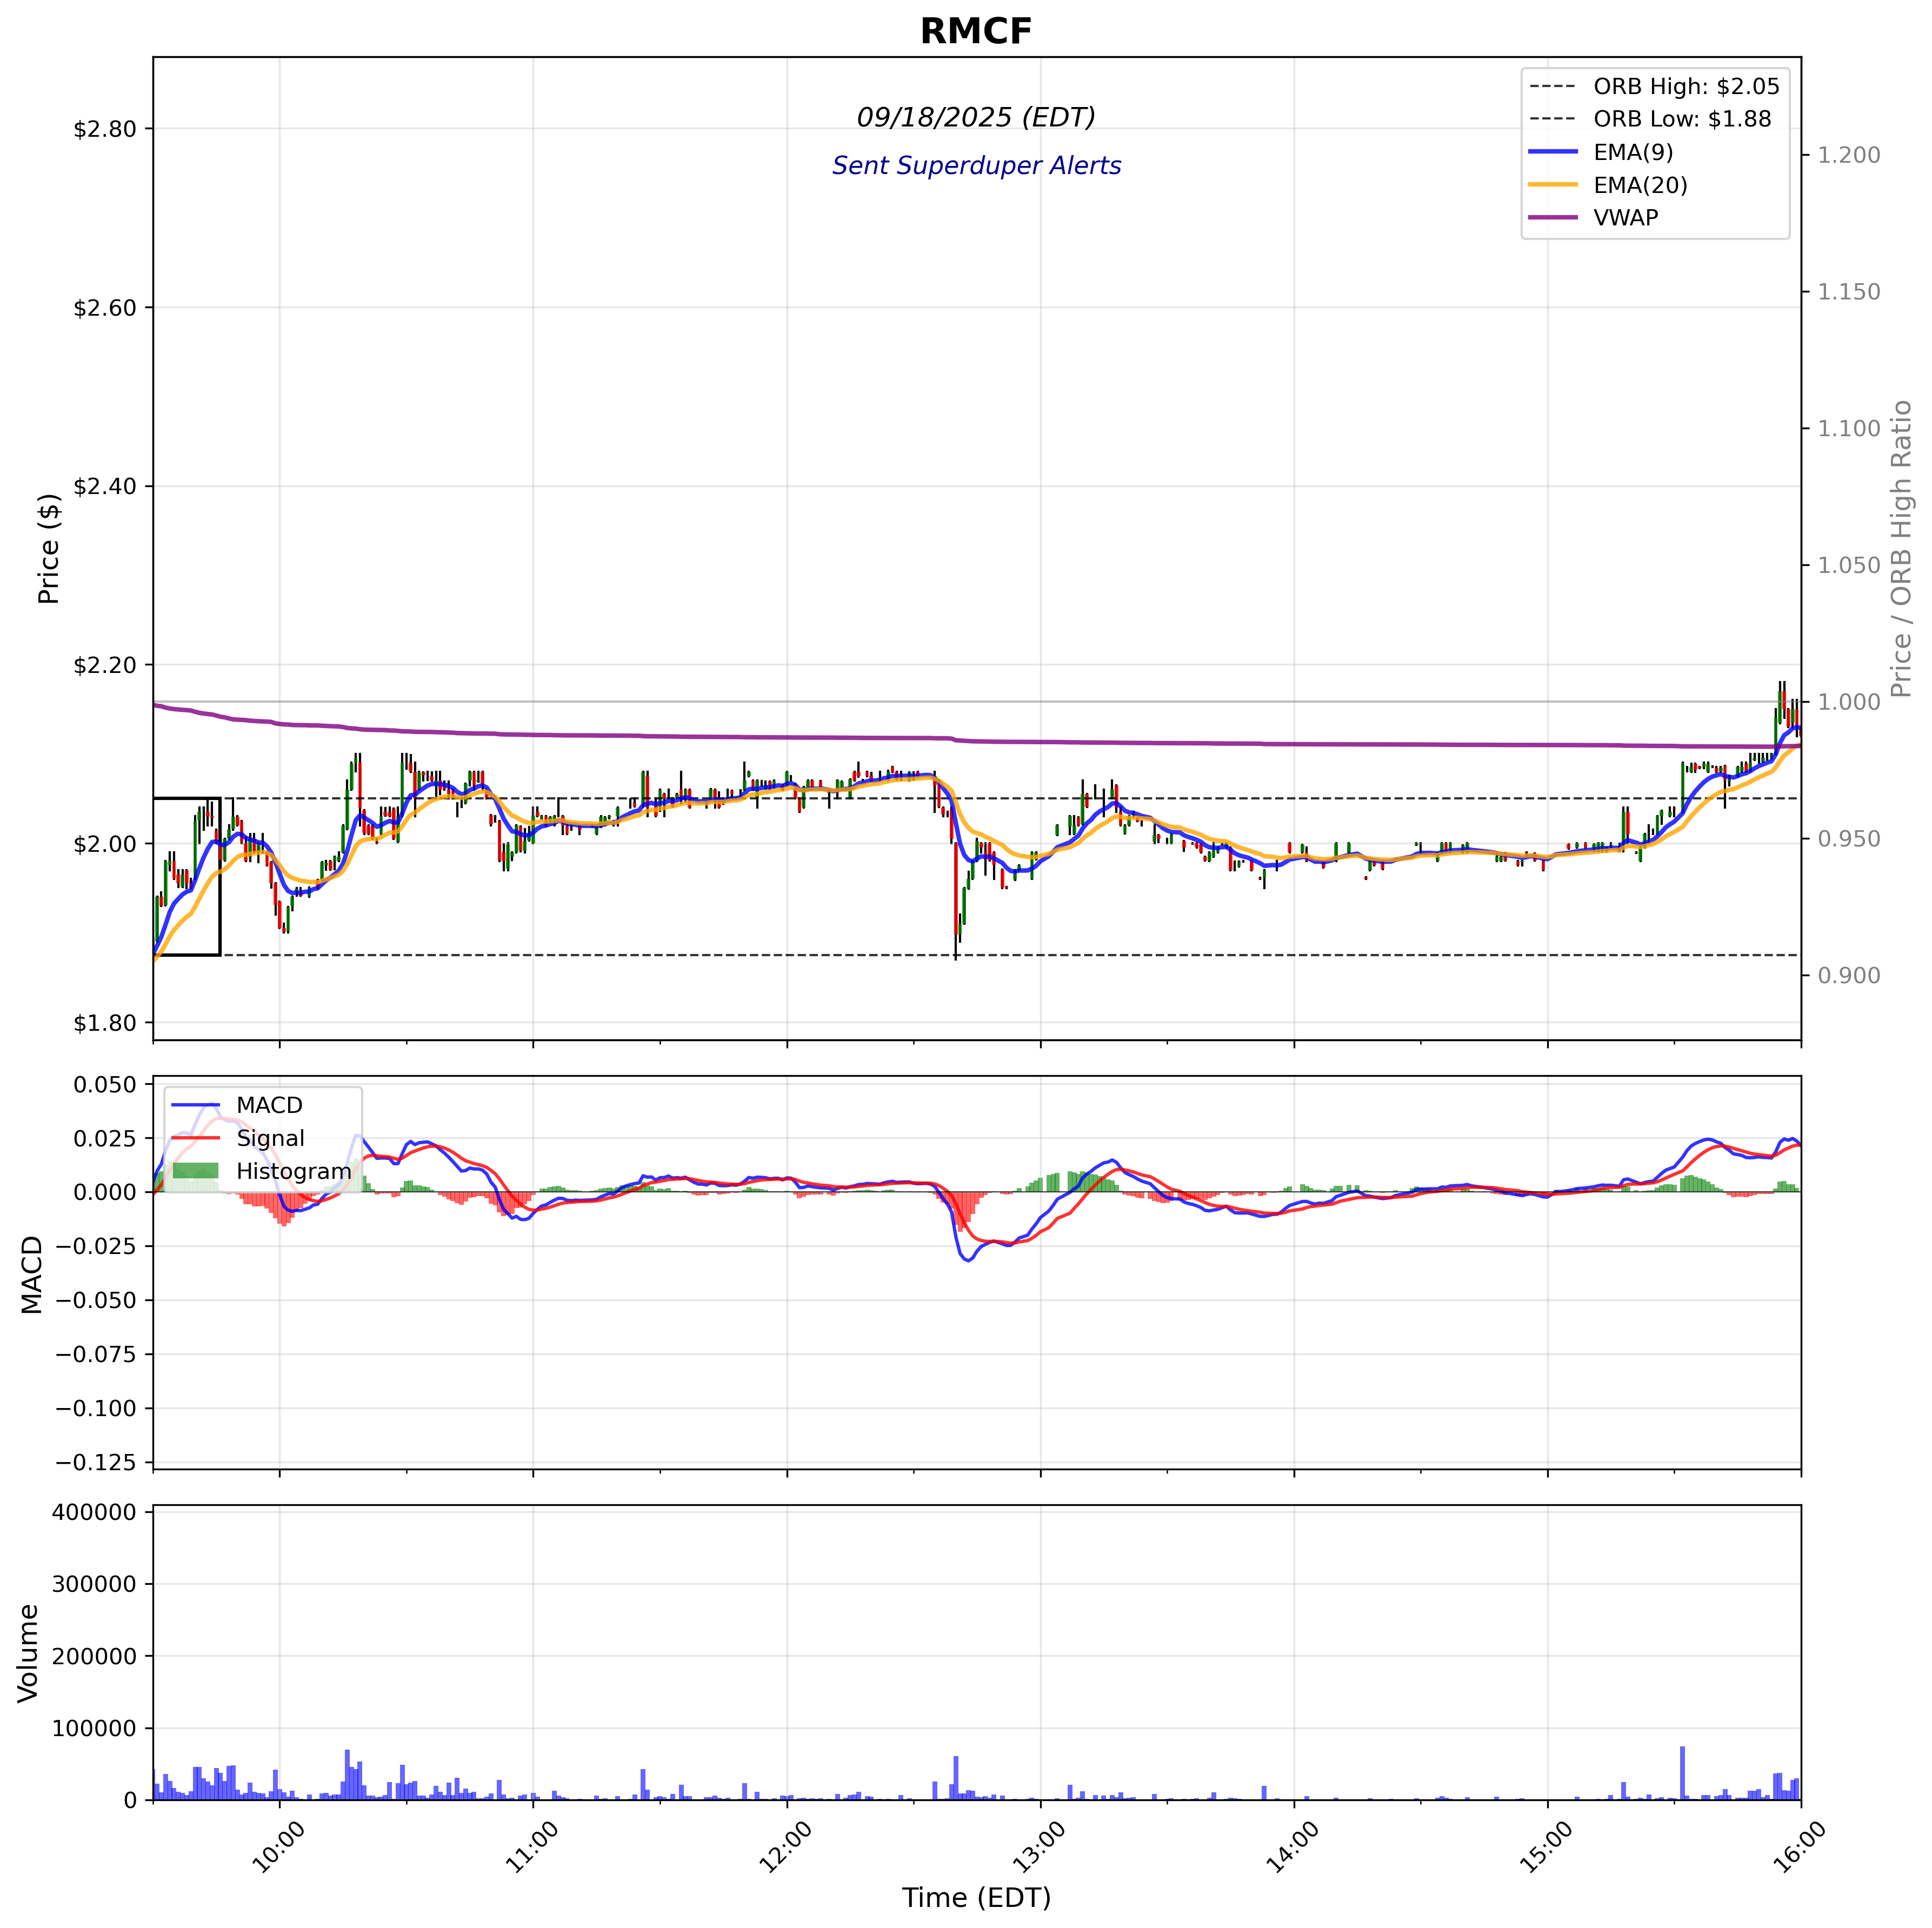 RMCF
09/18/2025 (EDT)
Sent Superduper Alerts
ORB High: $2.05
ORB Low: $1.88
EMA(9)
EMA(20)
VWAP
Price ($)
$2.80
$2.60
$2.40
$2.20
$2.00
$1.80
Price / ORB High Ratio
1.200
1.150
1.100
1.050
1.000
0.950
0.900
MACD
Signal
Histogram
MACD
0.050
0.025
0.000
−0.025
−0.050
−0.075
−0.100
−0.125
Volume
400000
300000
200000
100000
0
10:00
11:00
12:00
13:00
14:00
15:00
16:00
Time (EDT)